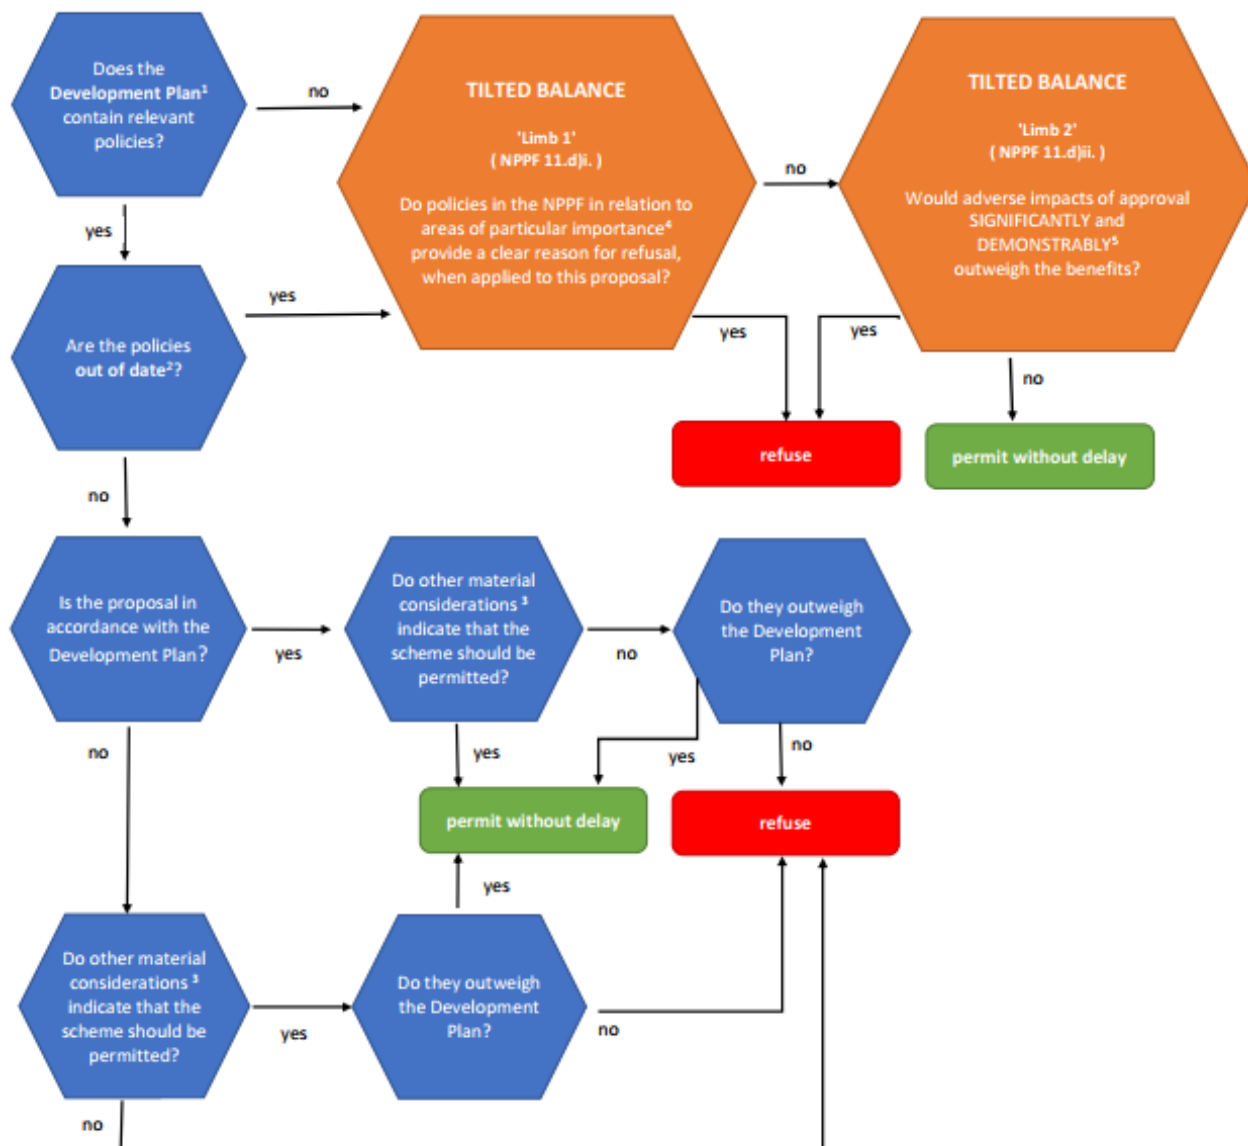 Does the
Development Plan¹
contain relevant
policies?
no
TILTED BALANCE
'Limb 1'
( NPPF 11.d)i. )
Do policies in the NPPF in relation to
areas of particular importance⁴
provide a clear reason for refusal,
when applied to this proposal?
no
TILTED BALANCE
'Limb 2'
( NPPF 11.d)ii. )
Would adverse impacts of approval
SIGNIFICANTLY and
DEMONSTRABLY⁵
outweigh the benefits?
yes
Are the policies
out of date²?
yes
yes
yes
no
refuse
permit without delay
no
Is the proposal in
accordance with the
Development Plan?
yes
Do other material
considerations ³
indicate that the
scheme should be
permitted?
no
Do they outweigh
the Development
Plan?
no
yes
yes
no
permit without delay
refuse
yes
Do other material
considerations ³
indicate that the
scheme should be
permitted?
yes
Do they outweigh
the Development
Plan?
no
no